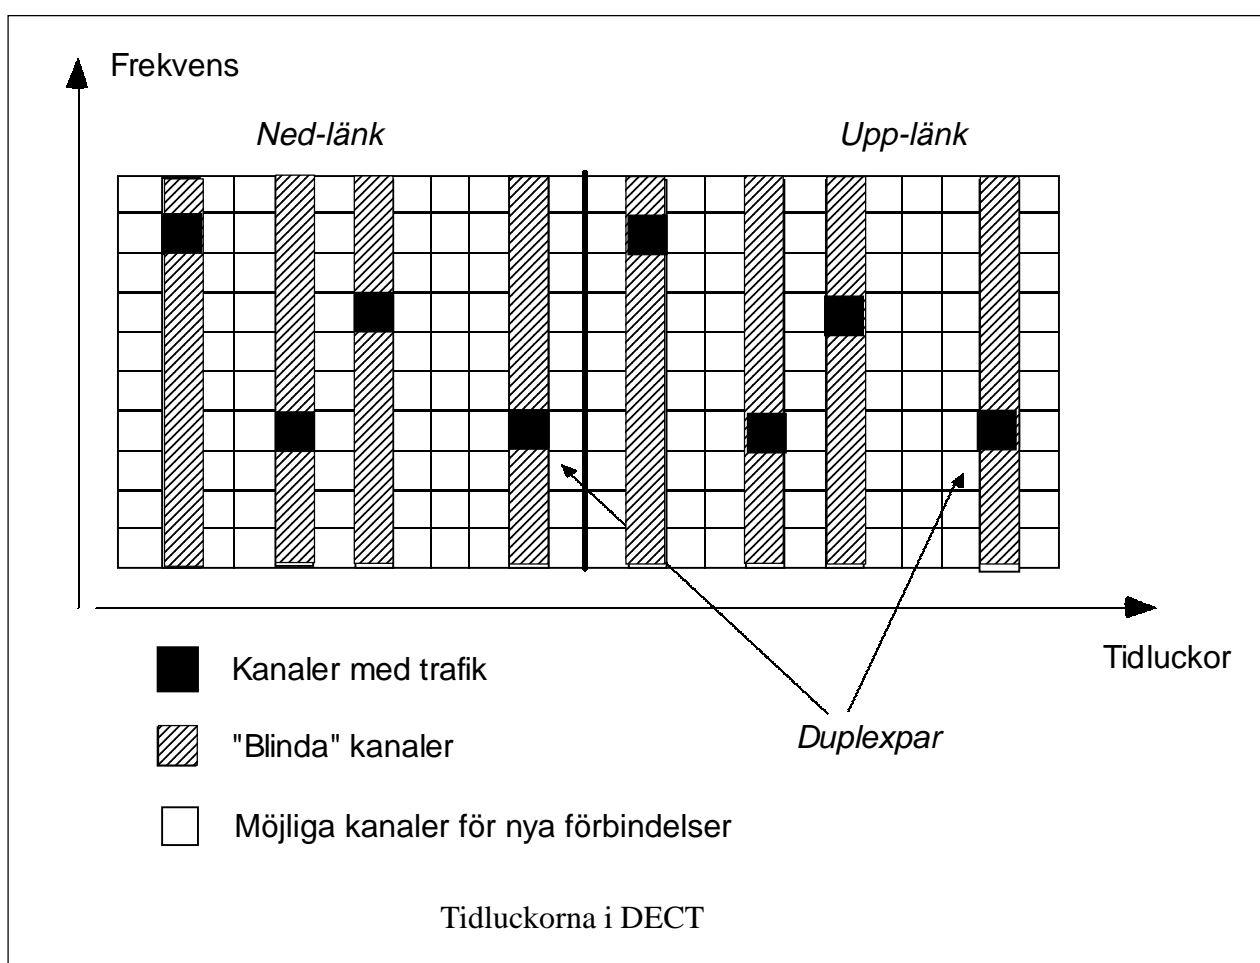 Frekvens
Ned-länk
Upp-länk
Tidluckor
Kanaler med trafik
Duplexpar
"Blinda" kanaler
Möjliga kanaler för nya förbindelser
Tidluckorna i DECT